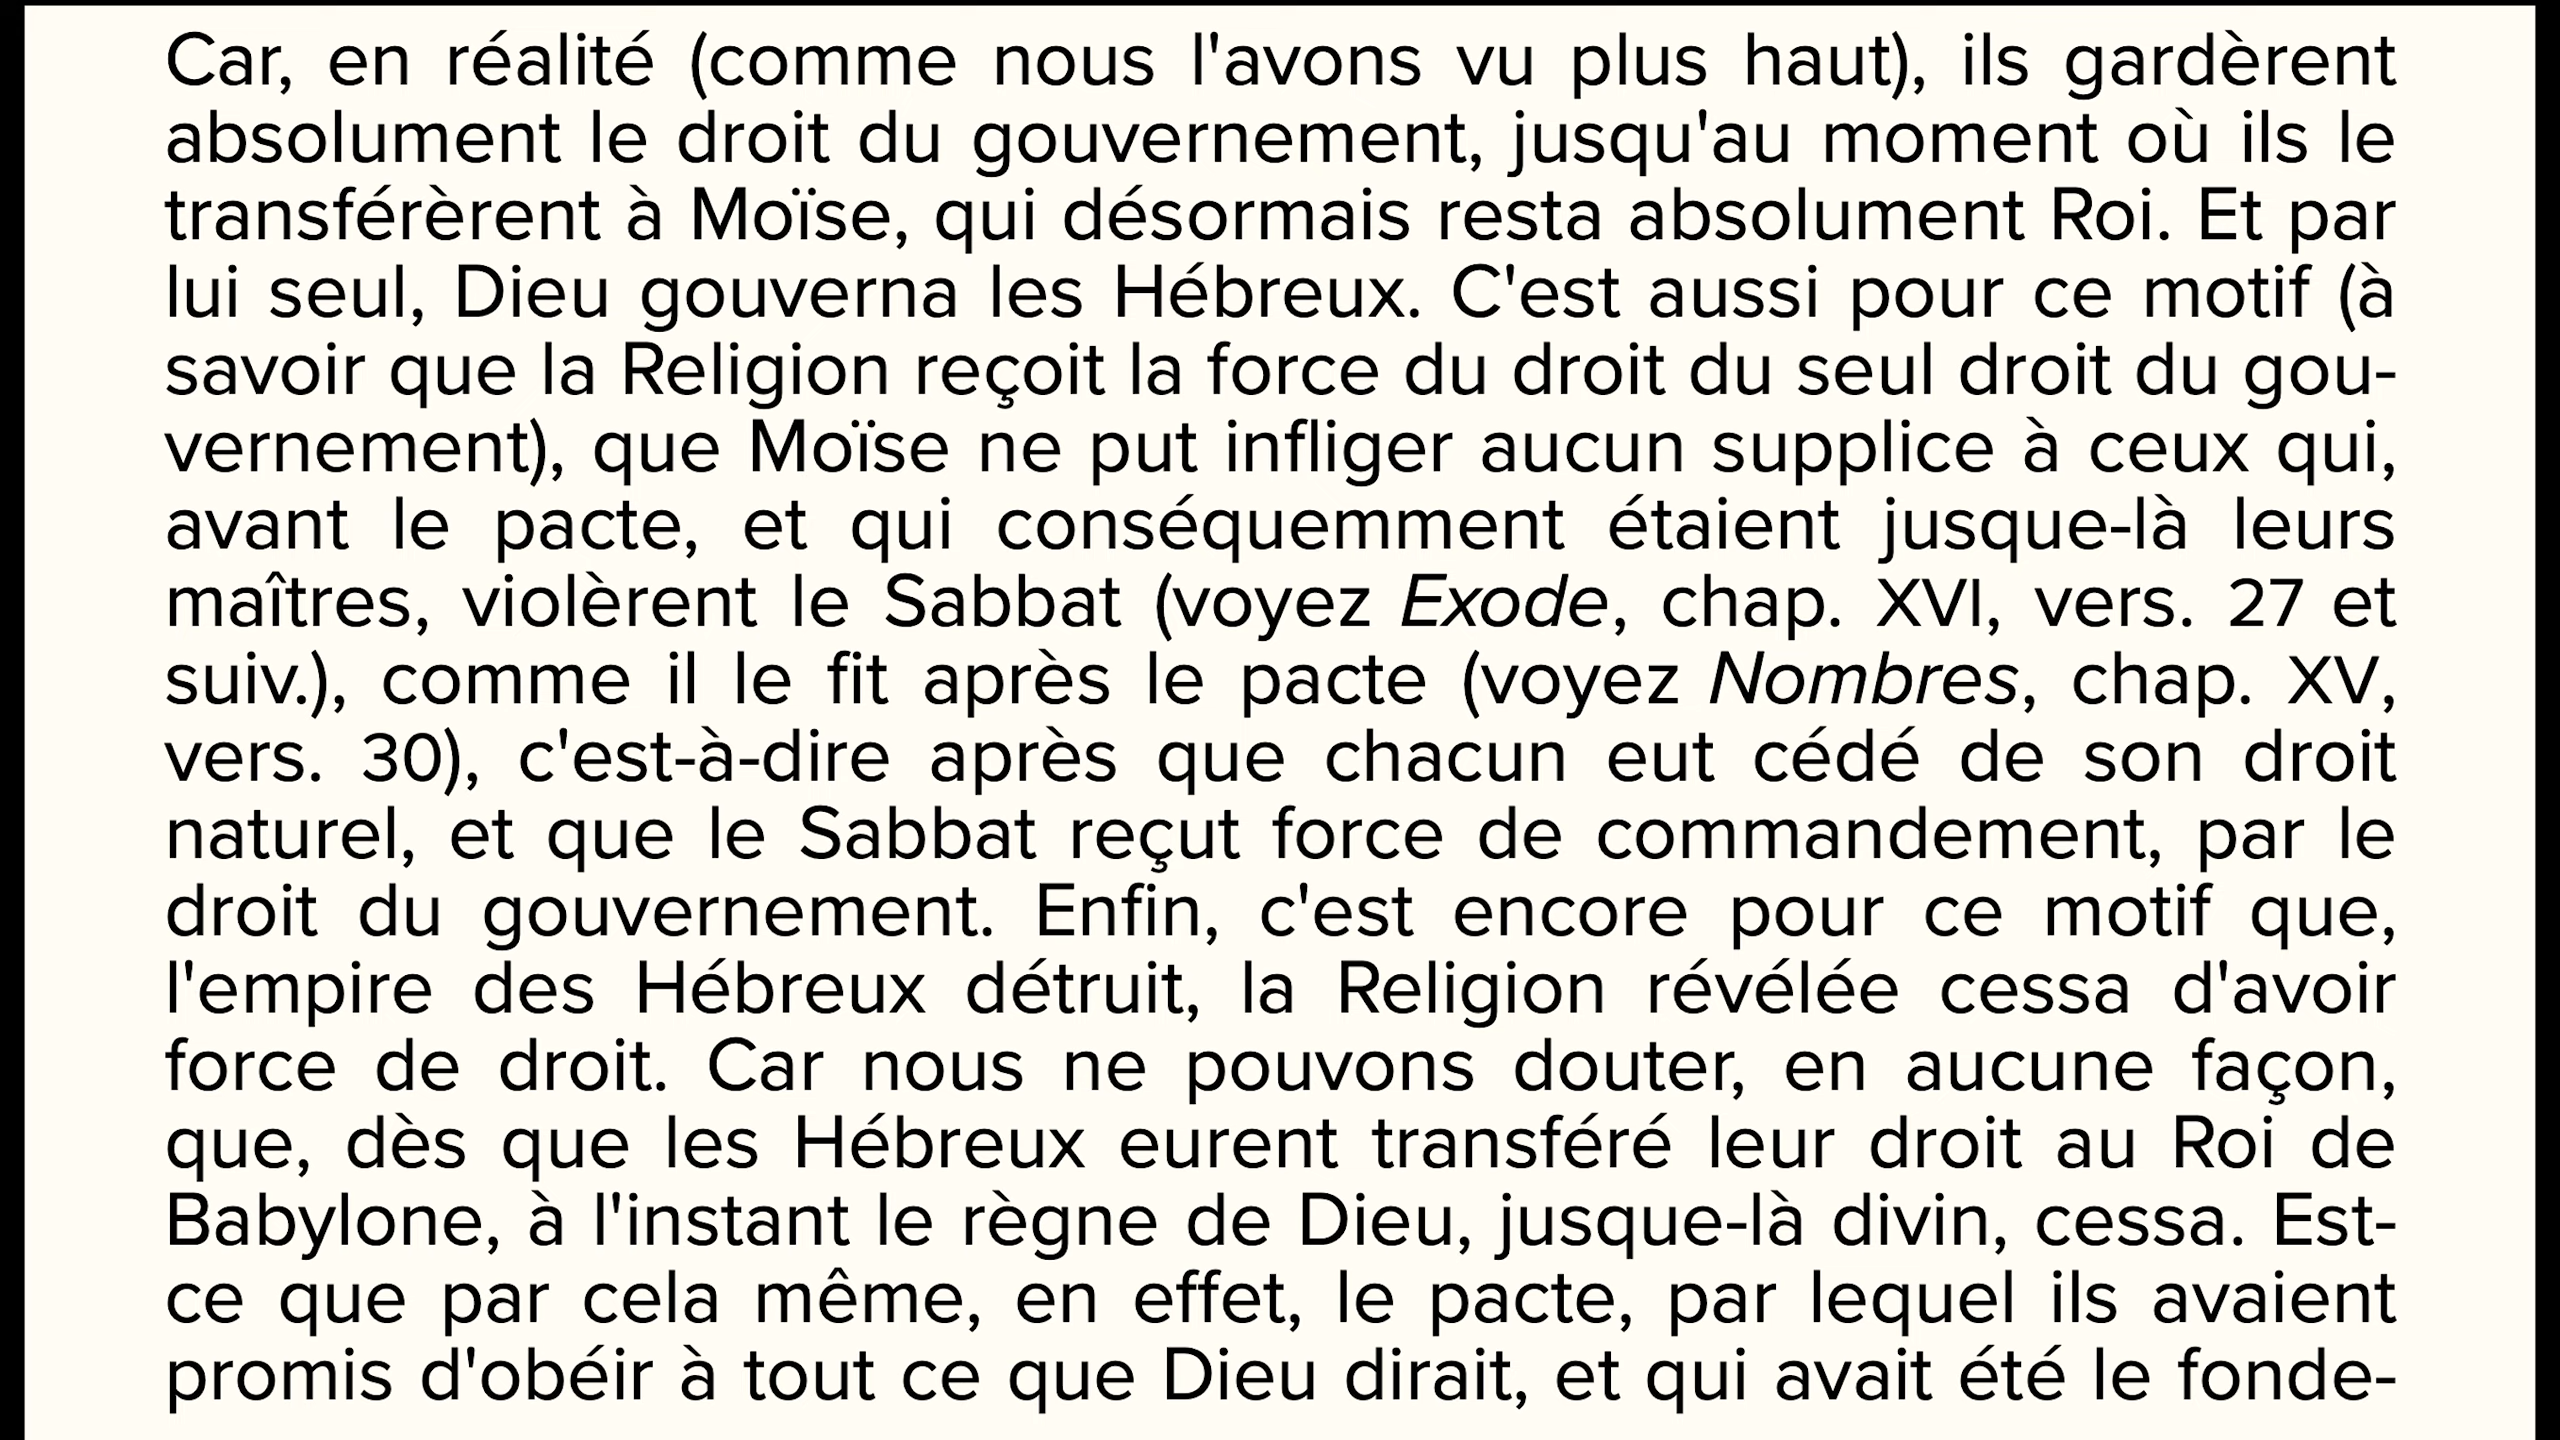 Car, en réalité (comme nous l'avons vu plus haut), ils gardèrent
absolument le droit du gouvernement, jusqu'au moment où ils le
transférèrent à Moïse, qui désormais resta absolument Roi. Et par
lui seul, Dieu gouverna les Hébreux. C'est aussi pour ce motif (à
savoir que la Religion reçoit la force du droit du seul droit du gou-
vernement), que Moïse ne put infliger aucun supplice à ceux qui,
avant le pacte, et qui conséquemment étaient jusque-là leurs
maîtres, violèrent le Sabbat (voyez Exode, chap. XVI, vers. 27 et
suiv.), comme il le fit après le pacte (voyez Nombres, chap. XV,
vers. 30), c'est-à-dire après que chacun eut cédé de son droit
naturel, et que le Sabbat reçut force de commandement, par le
droit du gouvernement. Enfin, c'est encore pour ce motif que,
l'empire des Hébreux détruit, la Religion révélée cessa d'avoir
force de droit. Car nous ne pouvons douter, en aucune façon,
que, dès que les Hébreux eurent transféré leur droit au Roi de
Babylone, à l'instant le règne de Dieu, jusque-là divin, cessa. Est-
ce que par cela même, en effet, le pacte, par lequel ils avaient
promis d'obéir à tout ce que Dieu dirait, et qui avait été le fonde-